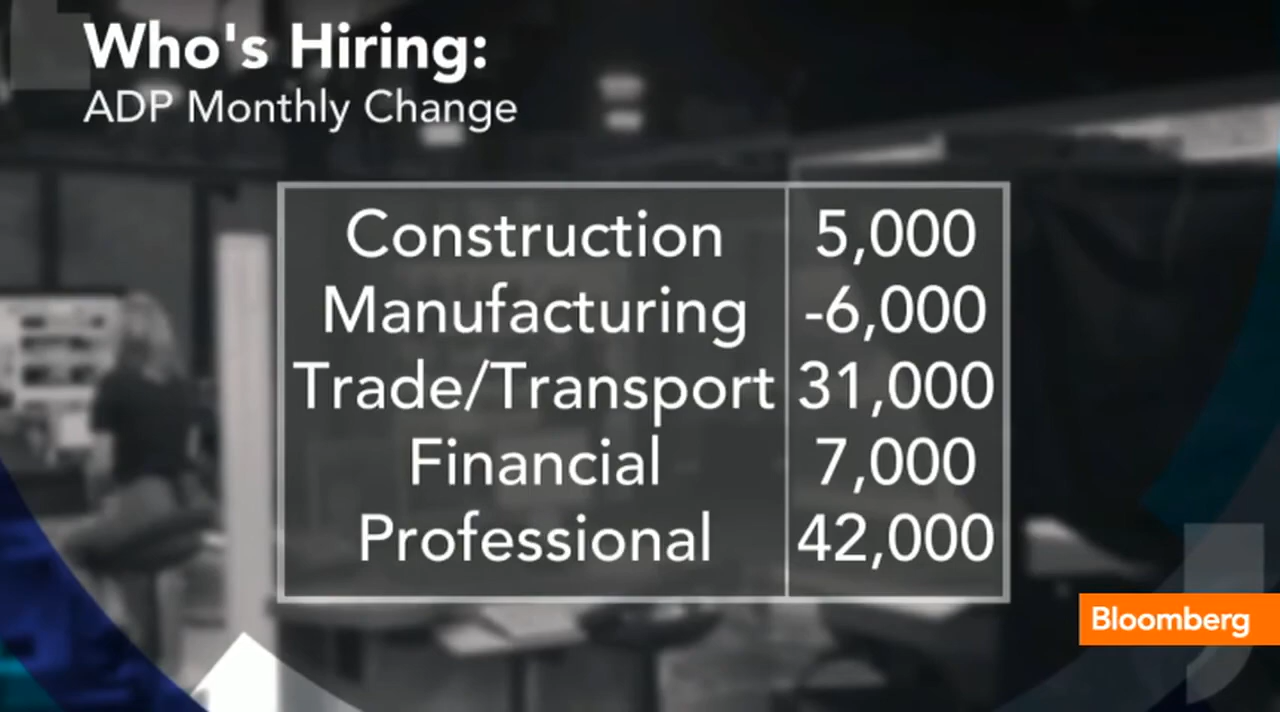 Who's Hiring:
ADP Monthly Change
Construction 5,000
Manufacturing -6,000
Trade/Transport 31,000
Financial 7,000
Professional 42,000
Bloomberg